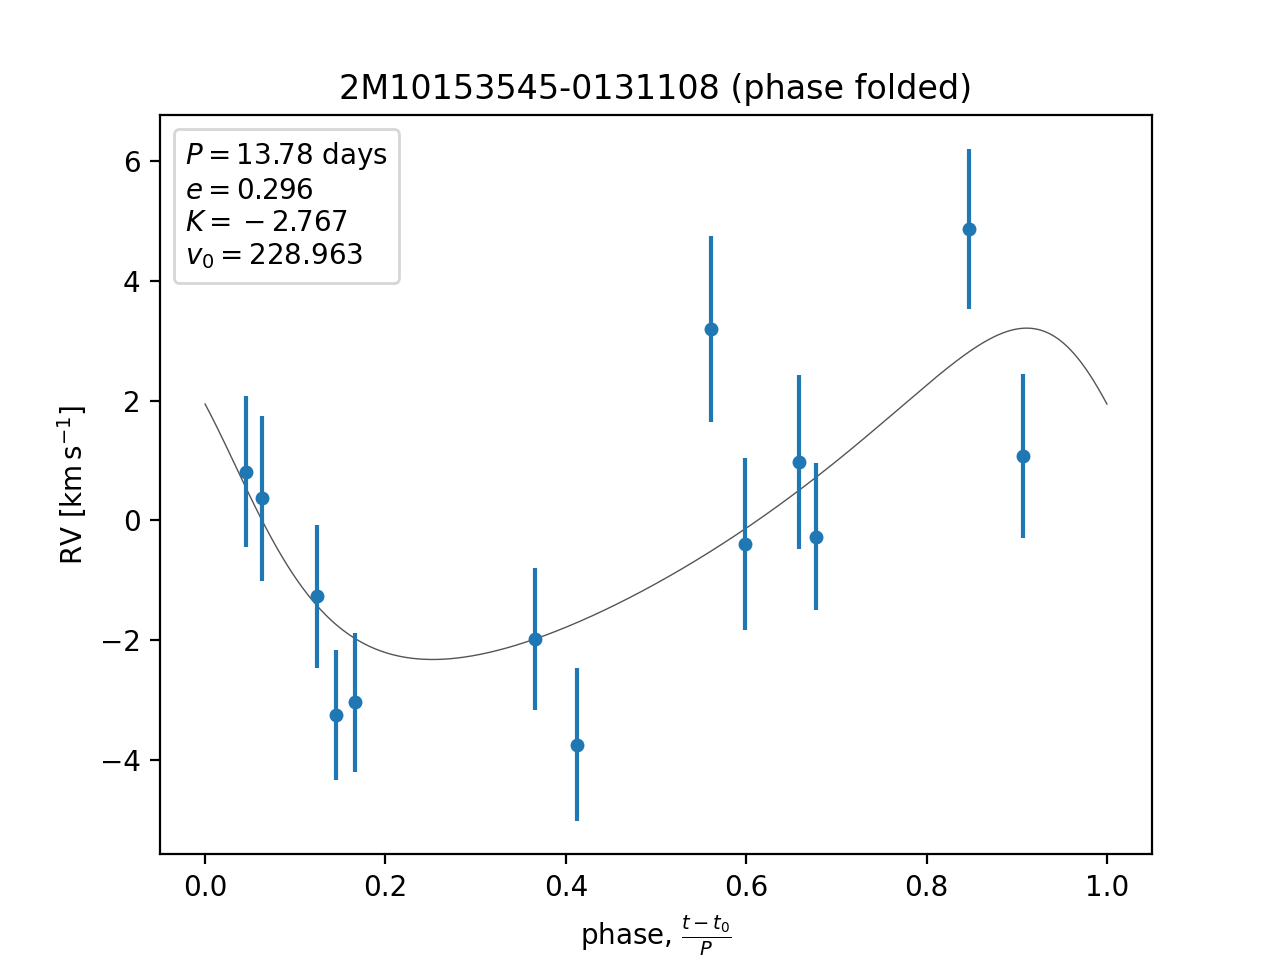 2M10153545-0131108 (phase folded)
P = 13.78 days
e = 0.296
K = −2.767
v₀ = 228.963
RV [km s⁻¹]
6
4
2
0
−2
−4
0.0 0.2 0.4 0.6 0.8 1.0
phase, (t − t₀)/P